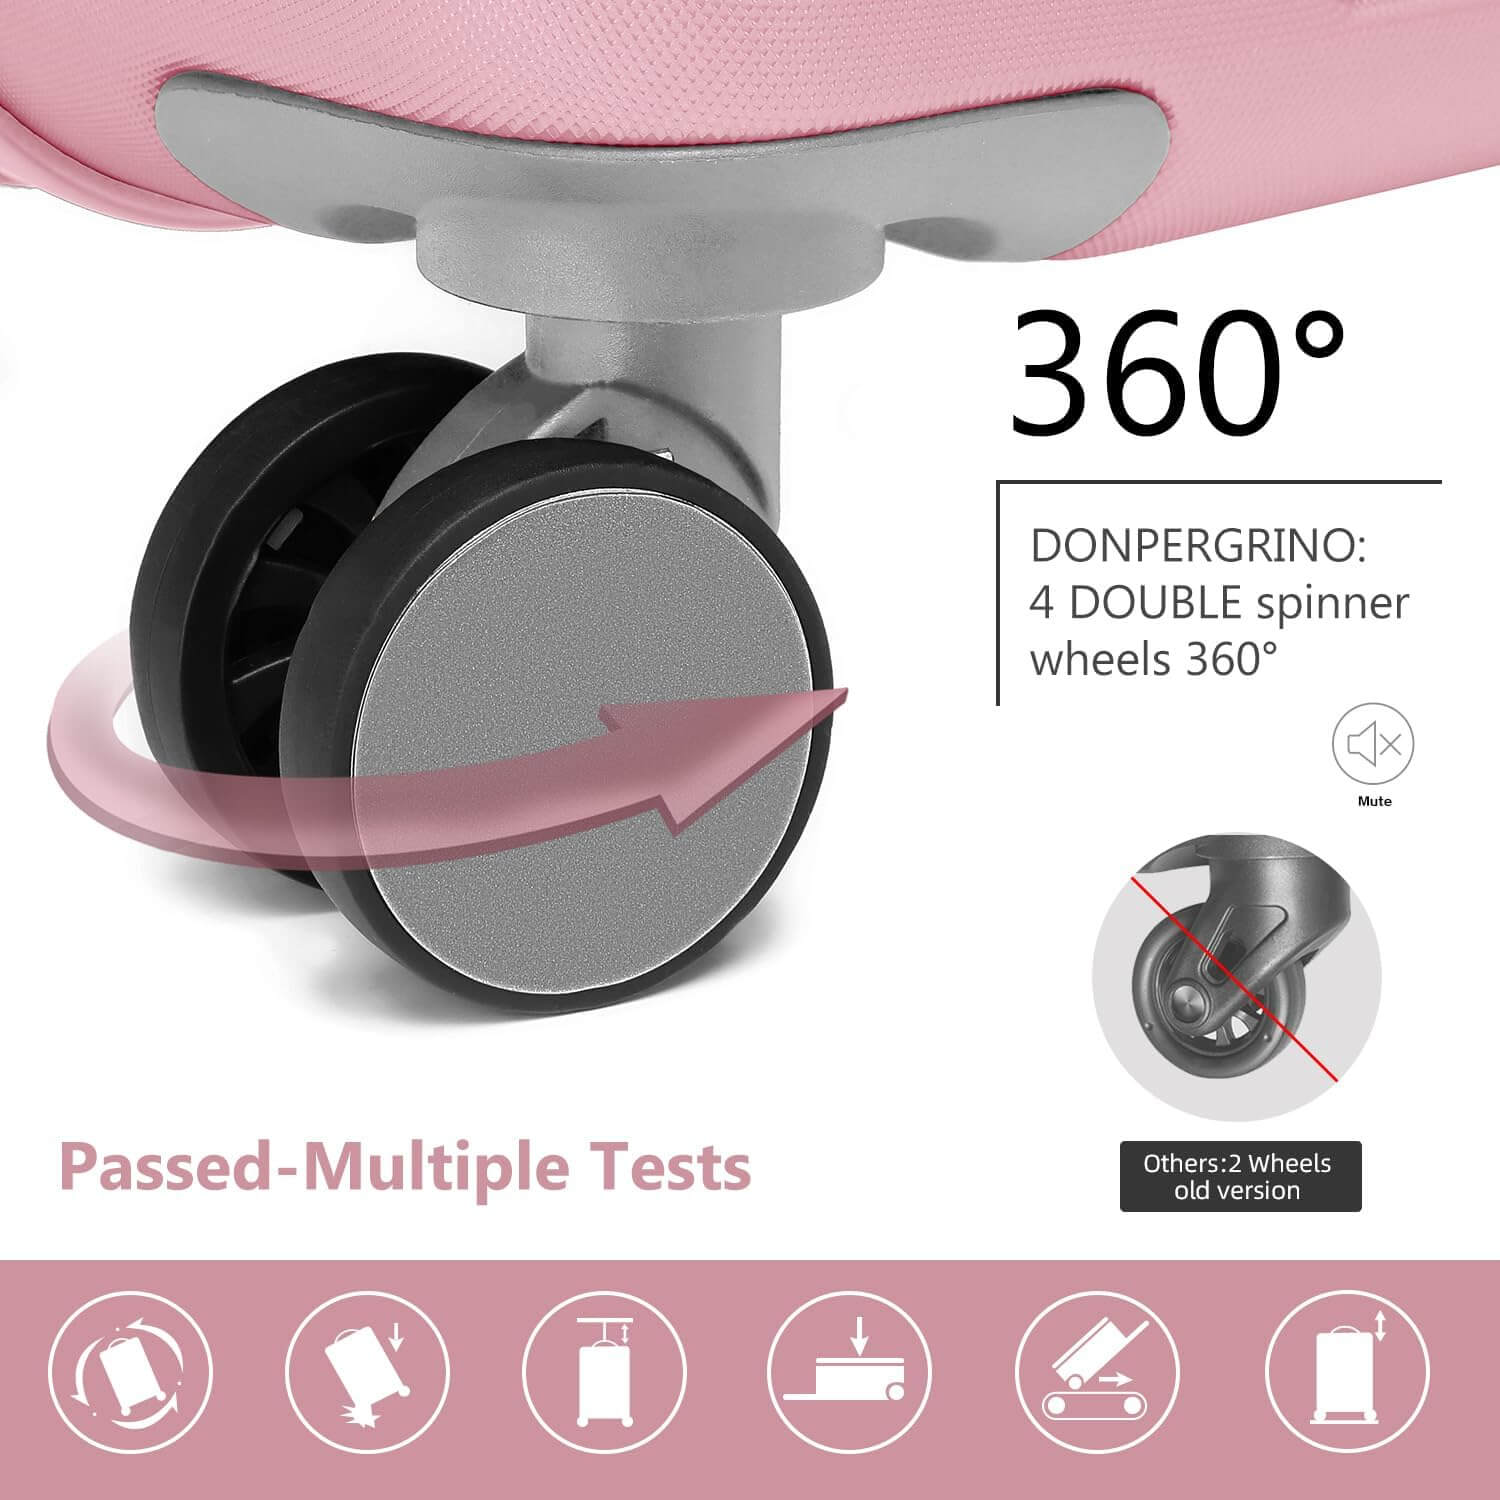 360°
DONPERGRINO:
4 DOUBLE spinner
wheels 360°
Mute
Others:2 Wheels
old version
Passed-Multiple Tests